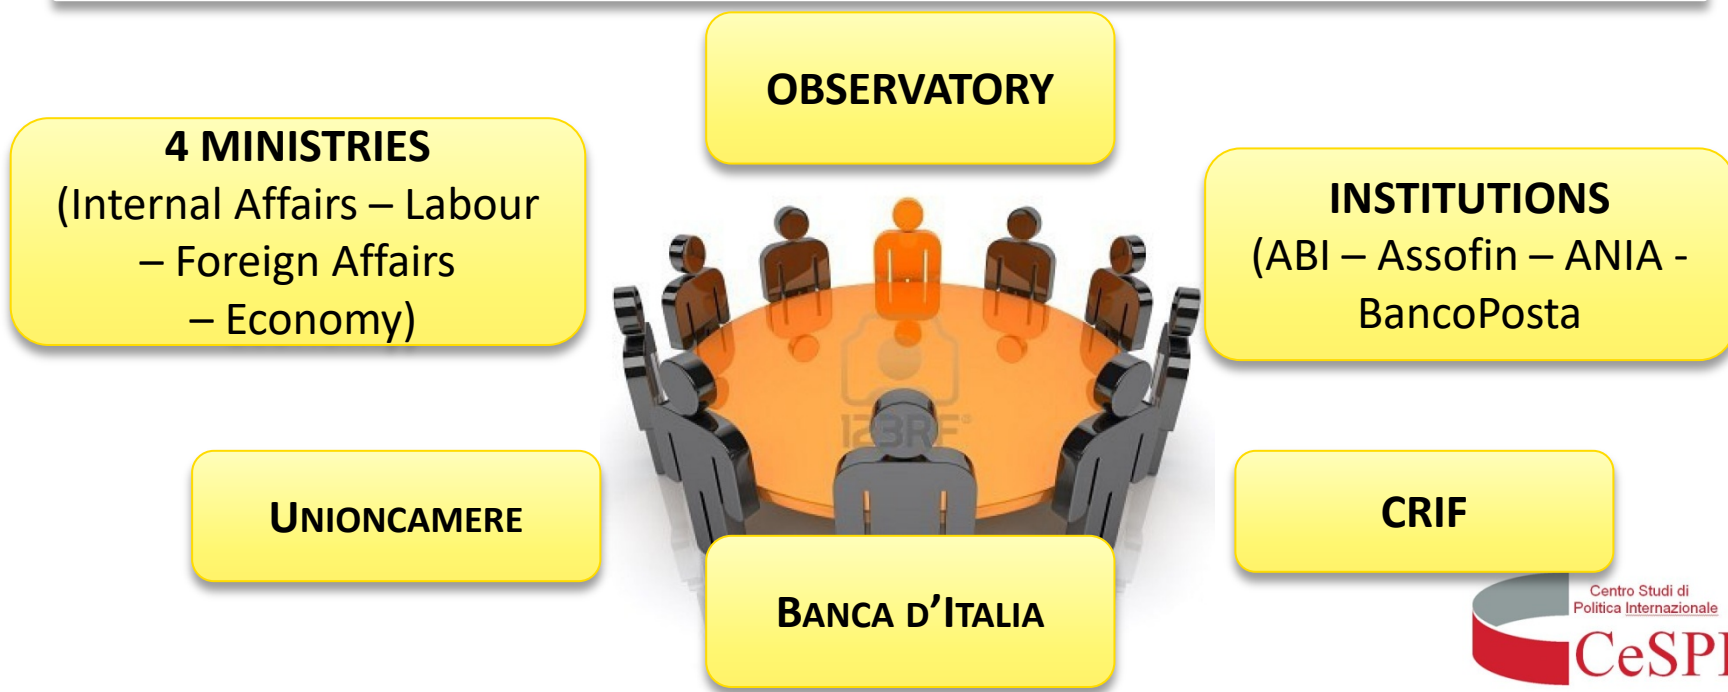 OBSERVATORY
4 MINISTRIES
(Internal Affairs – Labour
– Foreign Affairs
– Economy)
INSTITUTIONS
(ABI – Assofin – ANIA -
BancoPosta
123RF®
UNIONCAMERE
CRIF
BANCA D’ITALIA
Centro Studi di
Politica Internazionale
CeSPI